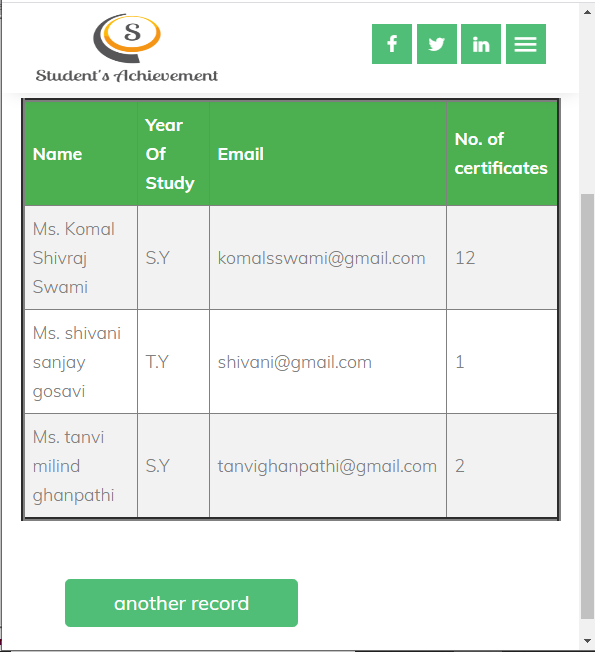 S
Student's Achievement
Name
Year
Of
Study
Email
No. of
certificates
Ms. Komal
Shivraj
Swami
S.Y
komalsswami@gmail.com
12
Ms. shivani
sanjay
gosavi
T.Y
shivani@gmail.com
1
Ms. tanvi
milind
ghanpathi
S.Y
tanvighanpathi@gmail.com
2
another record